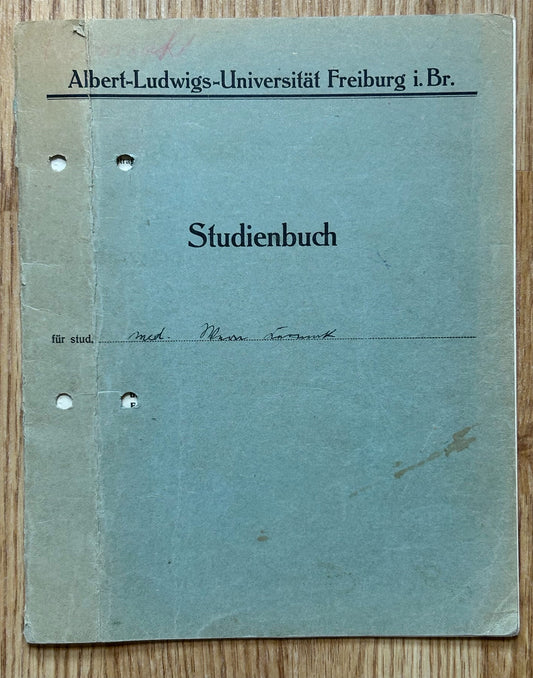 Albert-Ludwigs-Universität Freiburg i. Br.
Studienbuch
für stud. med.